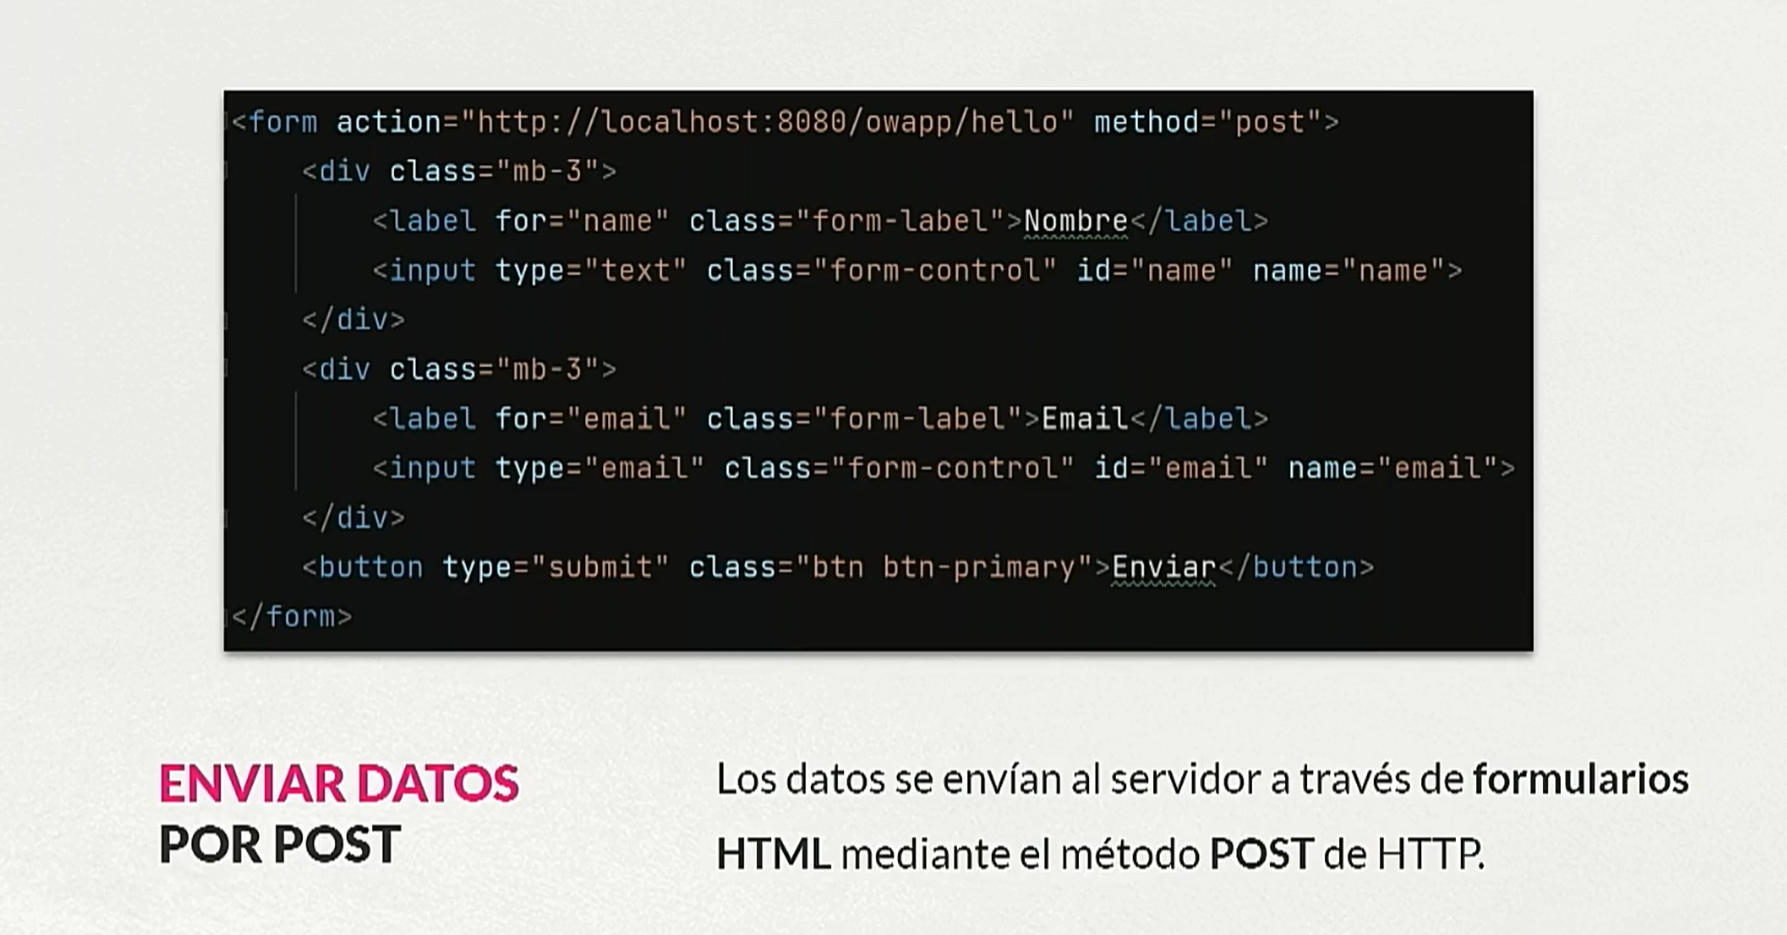 <form action="http://localhost:8080/owapp/hello" method="post">
<div class="mb-3">
<label for="name" class="form-label">Nombre</label>
<input type="text" class="form-control" id="name" name="name">
</div>
<div class="mb-3">
<label for="email" class="form-label">Email</label>
<input type="email" class="form-control" id="email" name="email">
</div>
<button type="submit" class="btn btn-primary">Enviar</button>
</form>
ENVIAR DATOS
POR POST
Los datos se envían al servidor a través de formularios
HTML mediante el método POST de HTTP.